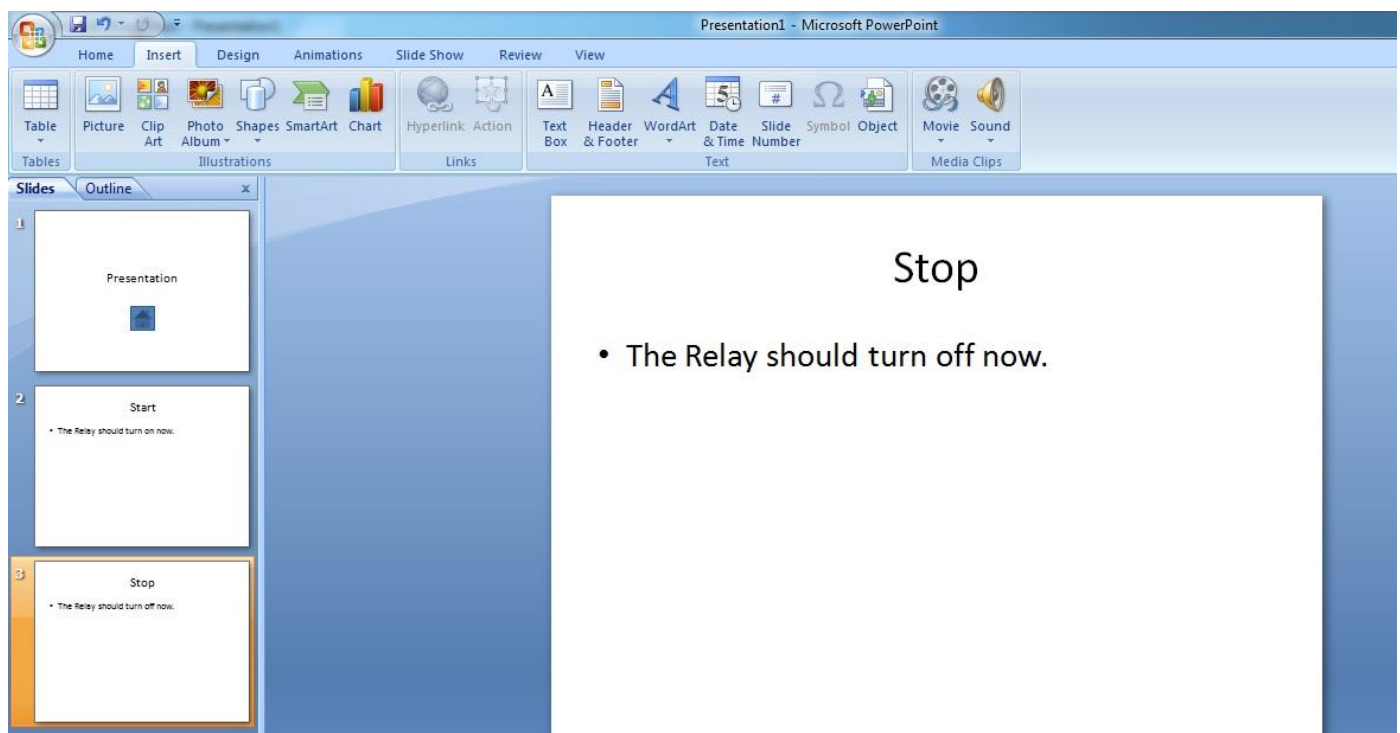 Presentation1 - Microsoft PowerPoint
Home Insert Design Animations Slide Show Review View
Table Picture Clip Art Photo Album Shapes SmartArt Chart Hyperlink Action Text Box Header & Footer WordArt Date & Time Slide Number Symbol Object Movie Sound
Tables Illustrations Links Text Media Clips
Slides Outline x
1
Presentation
2
Start
• The Relay should turn on now.
3
Stop
• The Relay should turn off now.
Stop
• The Relay should turn off now.